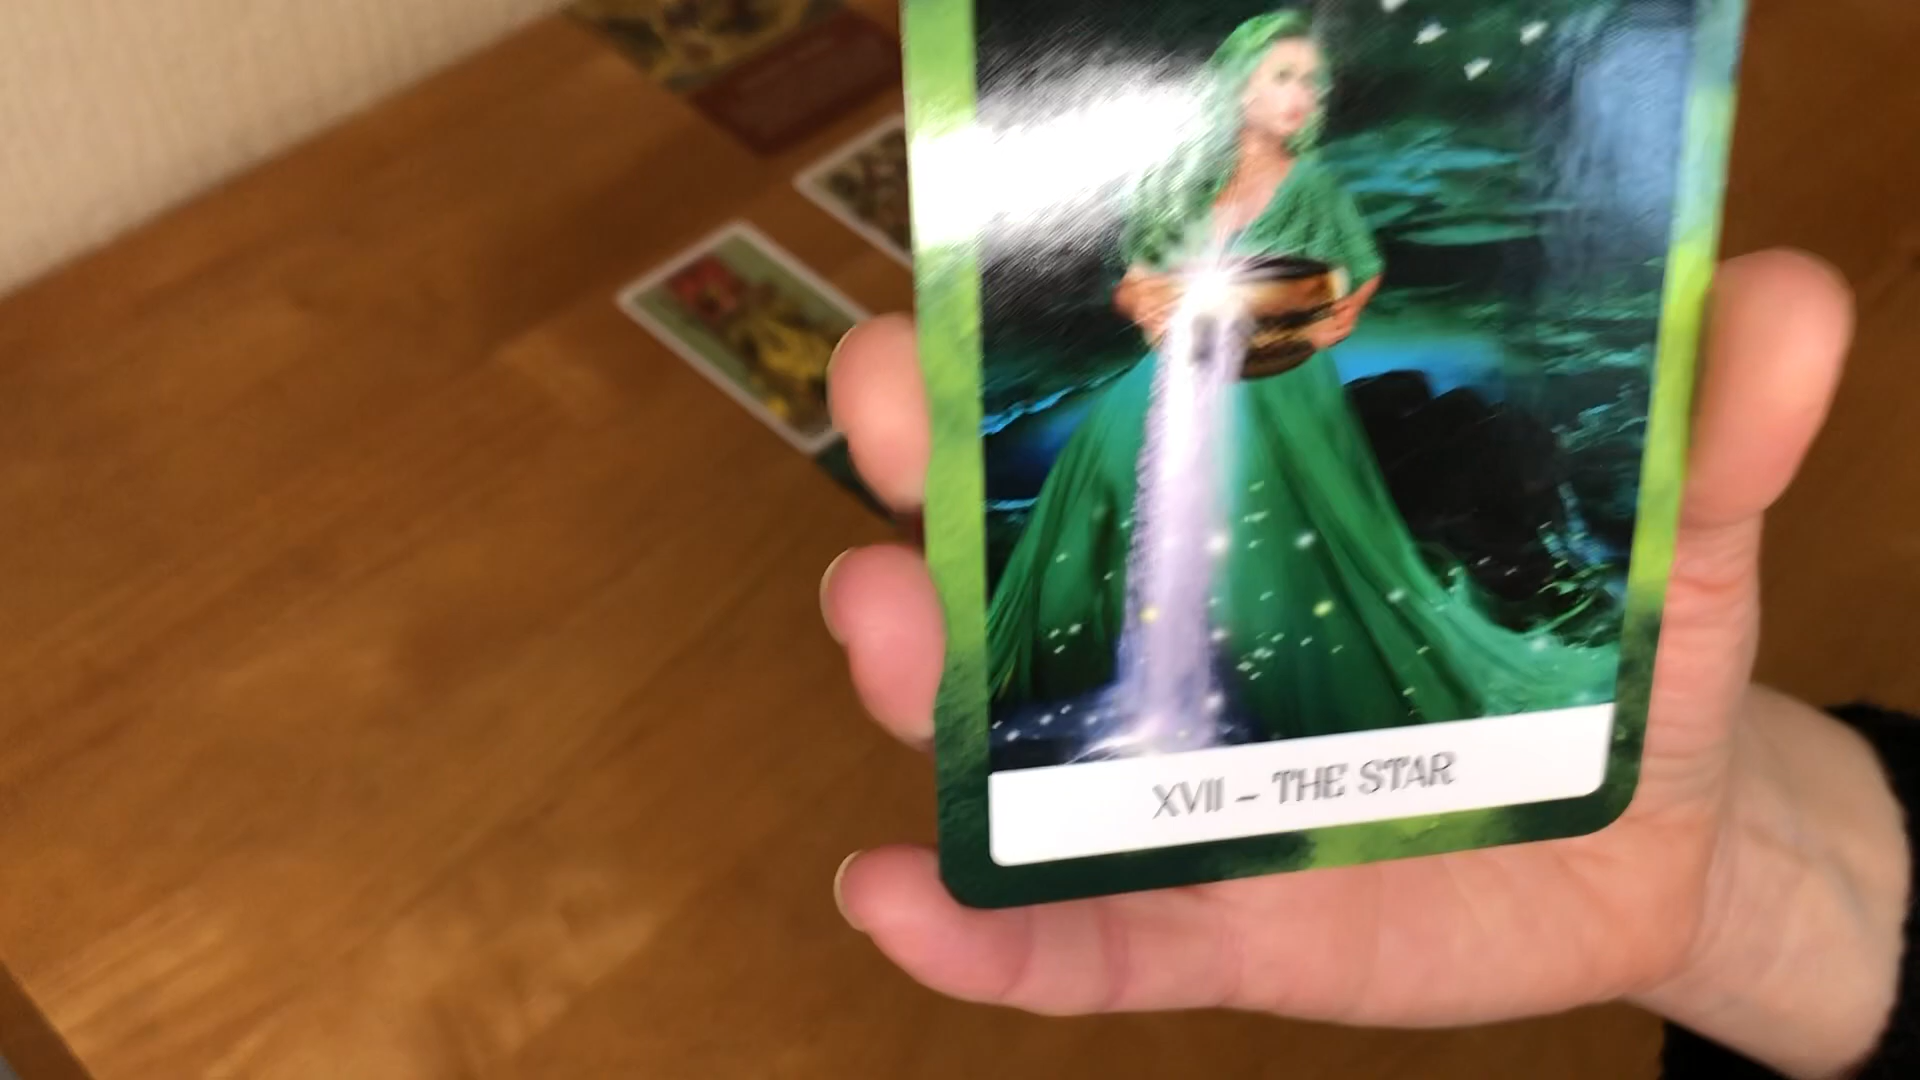 XVII – THE STAR